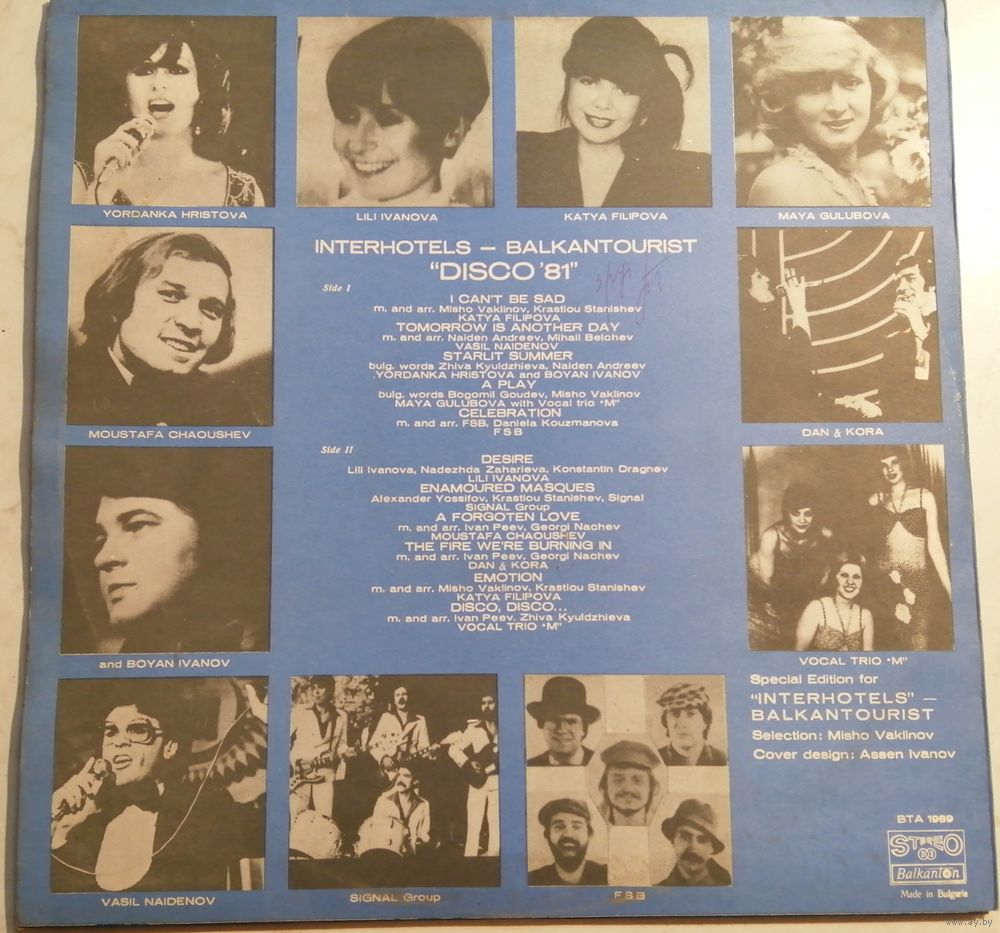 YORDANKA HRISTOVA
LILI IVANOVA
KATYA FILIPOVA
MAYA GULUBOVA
INTERHOTELS – BALKANTOURIST
“DISCO '81”
Side I
I CAN'T BE SAD
m. and arr. Misho Vaklinov, Krastiou Stanishev
KATYA FILIPOVA
TOMORROW IS ANOTHER DAY
m. and arr. Naiden Andreev, Mihail Belchev
VASIL NAIDENOV
STARLIT SUMMER
bulg. words Zhiva Kyuldzhieva, Naiden Andreev
YORDANKA HRISTOVA and BOYAN IVANOV
A PLAY
bulg. words Bogomil Goudev, Misho Vaklinov
MAYA GULUBOVA with Vocal trio "M"
CELEBRATION
m. and arr. FSB, Daniela Kouzmanova
F S B
Side II
DESIRE
Lili Ivanova, Nadezhda Zaharieva, Konstantin Dragnev
LILI IVANOVA
ENAMOURED MASQUES
Alexander Yossifov, Krastiou Stanishev, Signal
SIGNAL Group
A FORGOTEN LOVE
m. and arr. Ivan Peev, Georgi Nachev
MOUSTAFA CHAOUSHEV
THE FIRE WE'RE BURNING IN
m. and arr. Ivan Peev, Georgi Nachev
DAN & KORA
EMOTION
m. and arr. Misho Vaklinov, Krastiou Stanishev
KATYA FILIPOVA
DISCO, DISCO...
m. and arr. Ivan Peev, Zhiva Kyuldzhieva
VOCAL TRIO "M"
MOUSTAFA CHAOUSHEV
DAN & KORA
and BOYAN IVANOV
VOCAL TRIO "M"
Special Edition for
“INTERHOTELS” –
BALKANTOURIST
Selection: Misho Vaklinov
Cover design: Assen Ivanov
VASIL NAIDENOV
SIGNAL Group
F S B
BTA 1989
STEREO
33
Balkanton
Made in Bulgaria
www.ay.by